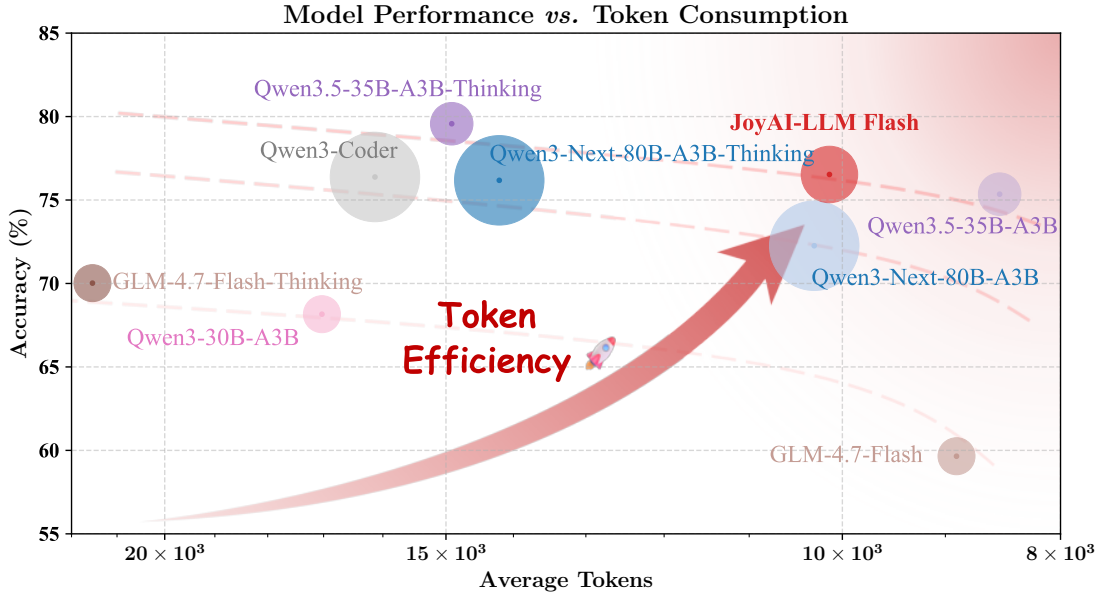 Model Performance vs. Token Consumption
85
80
75
70
65
60
55
Accuracy (%)
Qwen3.5-35B-A3B-Thinking
JoyAI-LLM Flash
Qwen3-Coder
Qwen3-Next-80B-A3B-Thinking
Qwen3.5-35B-A3B
Qwen3-Next-80B-A3B
GLM-4.7-Flash-Thinking
Qwen3-30B-A3B
Token
Efficiency
GLM-4.7-Flash
20 × 10³
15 × 10³
10 × 10³
8 × 10³
Average Tokens